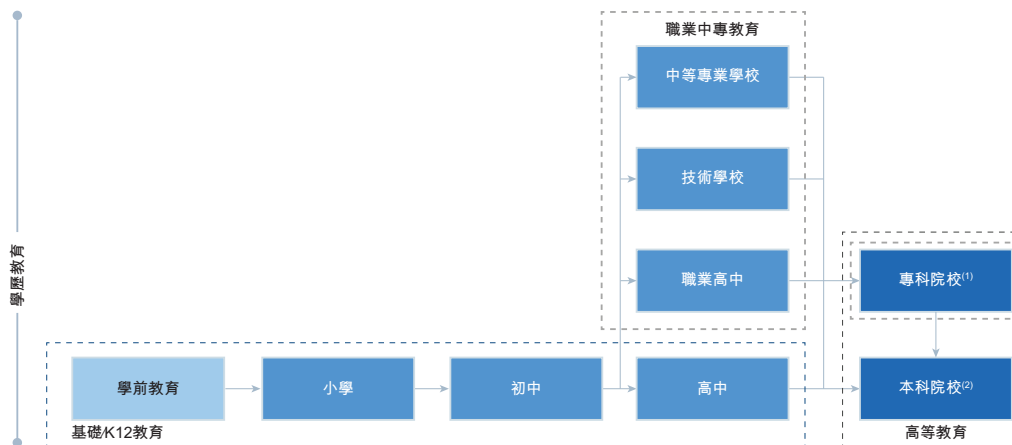 職業中專教育
中等專業學校
技術學校
學歷教育
職業高中
專科院校(1)
學前教育
小學
初中
高中
本科院校(2)
基礎/K12教育
高等教育